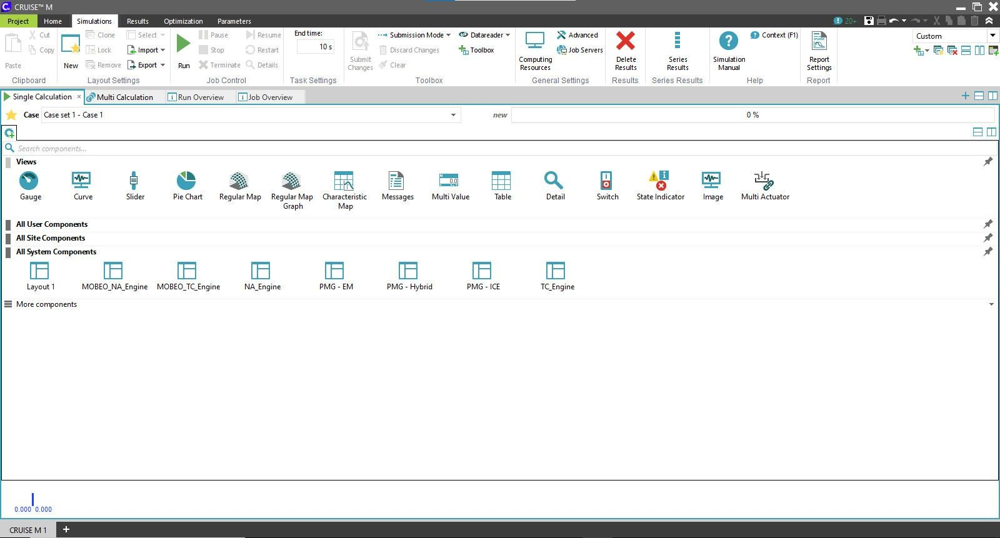 CRUISE™ M
Project Home Simulations Results Optimization Parameters 20+
Cut Clone Select Pause Resume End time: Submission Mode Datareader Advanced Context (F1) Custom
Copy Lock Import Stop Restart 10 s Discard Changes Toolbox Job Servers
Paste New Remove Export Run Terminate Details Submit Changes Clear Computing Resources Delete Results Series Results Simulation Manual Report Settings
Clipboard Layout Settings Job Control Task Settings Toolbox General Settings Results Series Results Help Report
Single Calculation × Multi Calculation Run Overview Job Overview
Case Case set 1 - Case 1 new 0 %
Search components...
Views
Gauge Curve Slider Pie Chart Regular Map Regular Map Graph Characteristic Map Messages Multi Value Table Detail Switch State Indicator Image Multi Actuator
0.0
All User Components
All Site Components
All System Components
Layout 1 MOBEO_NA_Engine MOBEO_TC_Engine NA_Engine PMG - EM PMG - Hybrid PMG - ICE TC_Engine
More components
0.000 0.000
CRUISE M 1 +